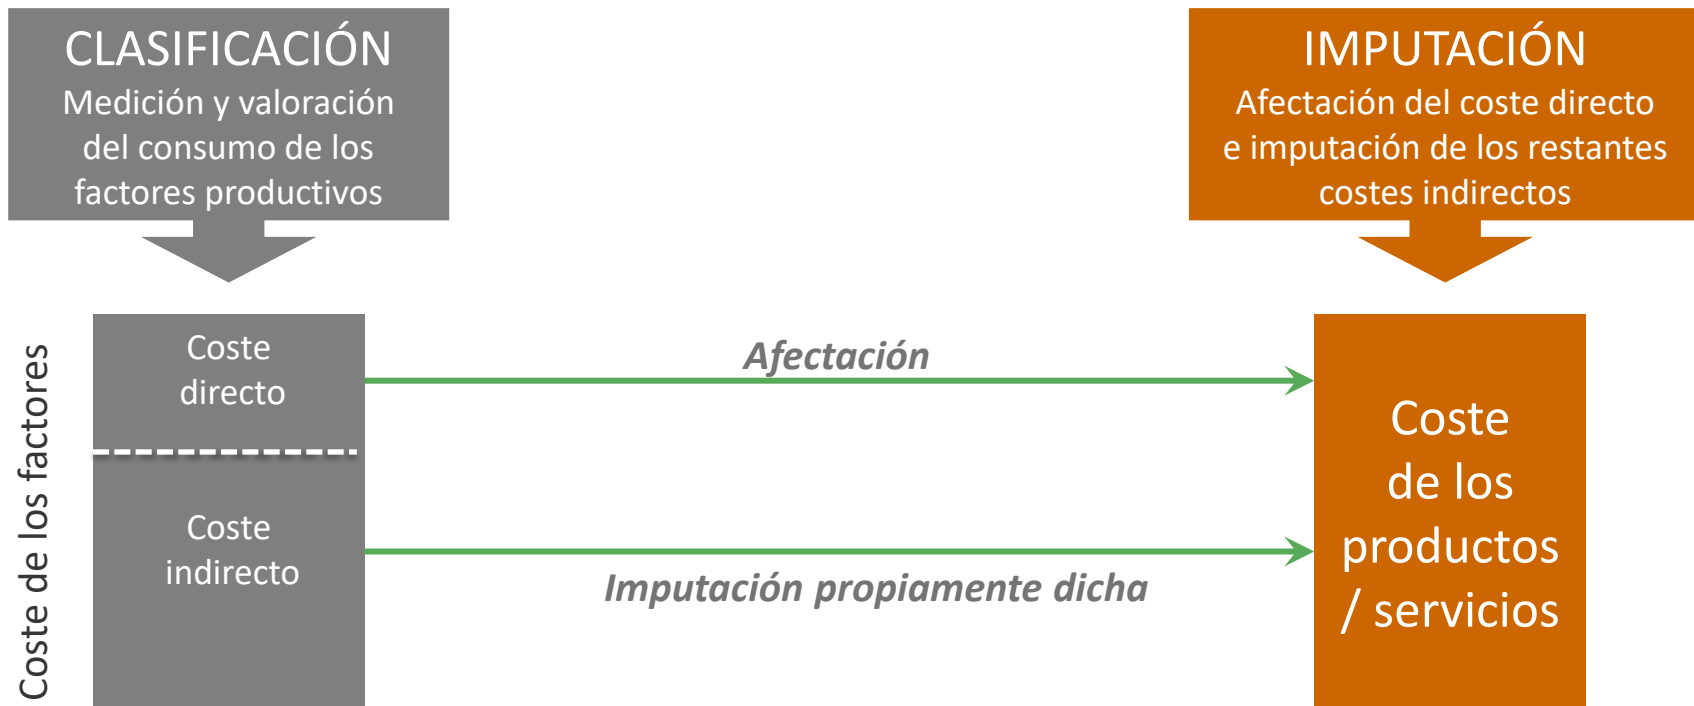 CLASIFICACIÓN
Medición y valoración
del consumo de los
factores productivos
IMPUTACIÓN
Afectación del coste directo
e imputación de los restantes
costes indirectos
Coste de los factores
Coste
directo
Afectación
Coste
indirecto
Imputación propiamente dicha
Coste
de los
productos
/ servicios